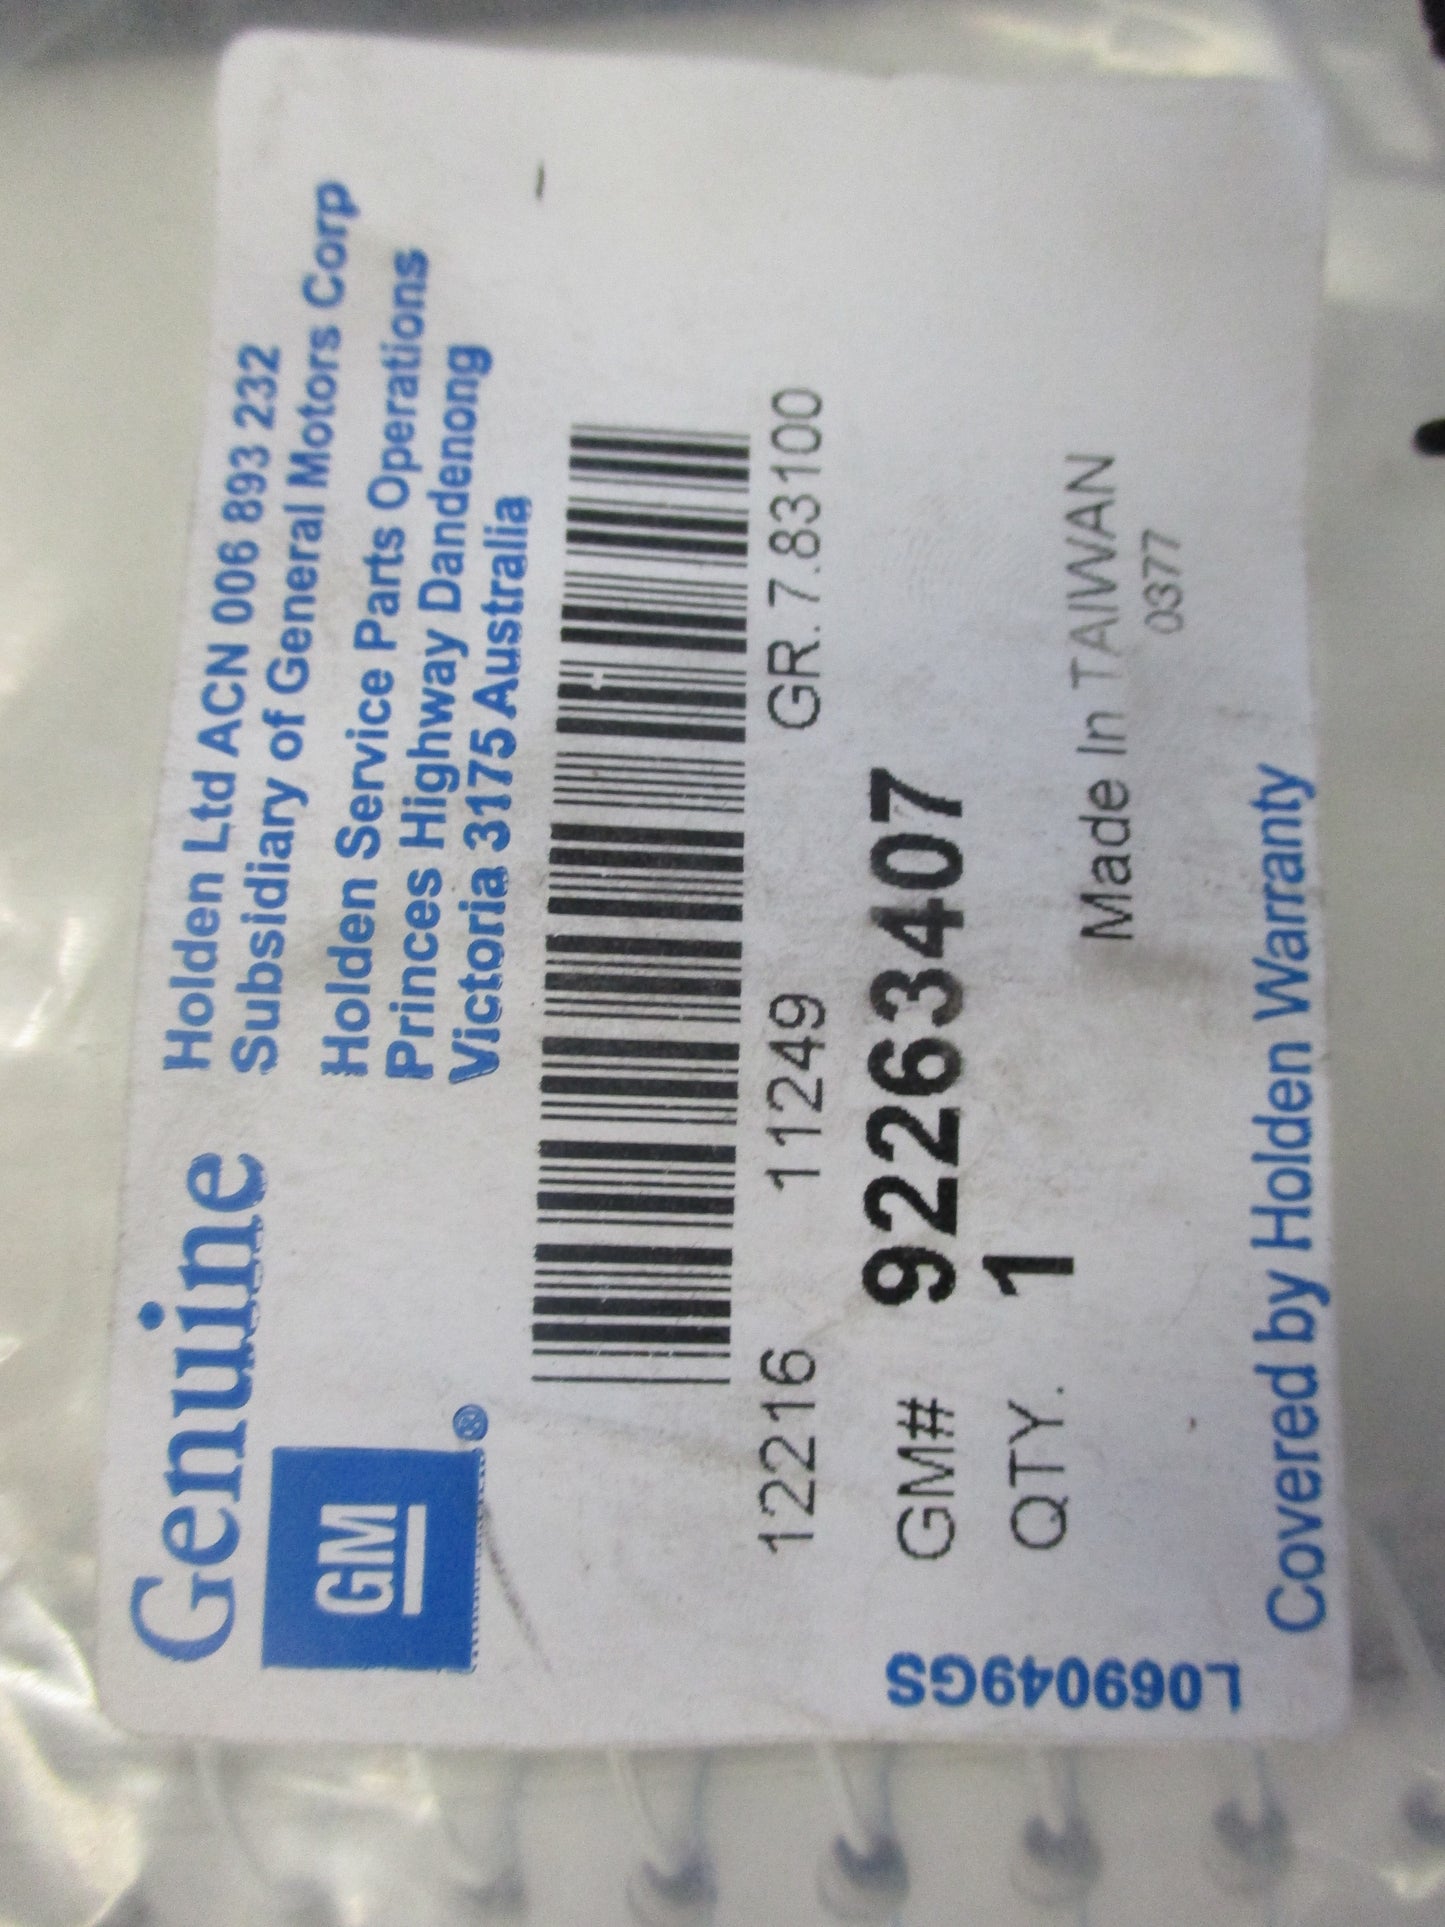 Genuine
GM
®
Holden Ltd ACN 006 893 232
Subsidiary of General Motors Corp
Holden Service Parts Operations
Princes Highway Dandenong
Victoria 3175 Australia
12216 11249 GR. 7.83100
GM# 92263407
QTY. 1
Made In TAIWAN
0377
L069049GS
Covered by Holden Warranty